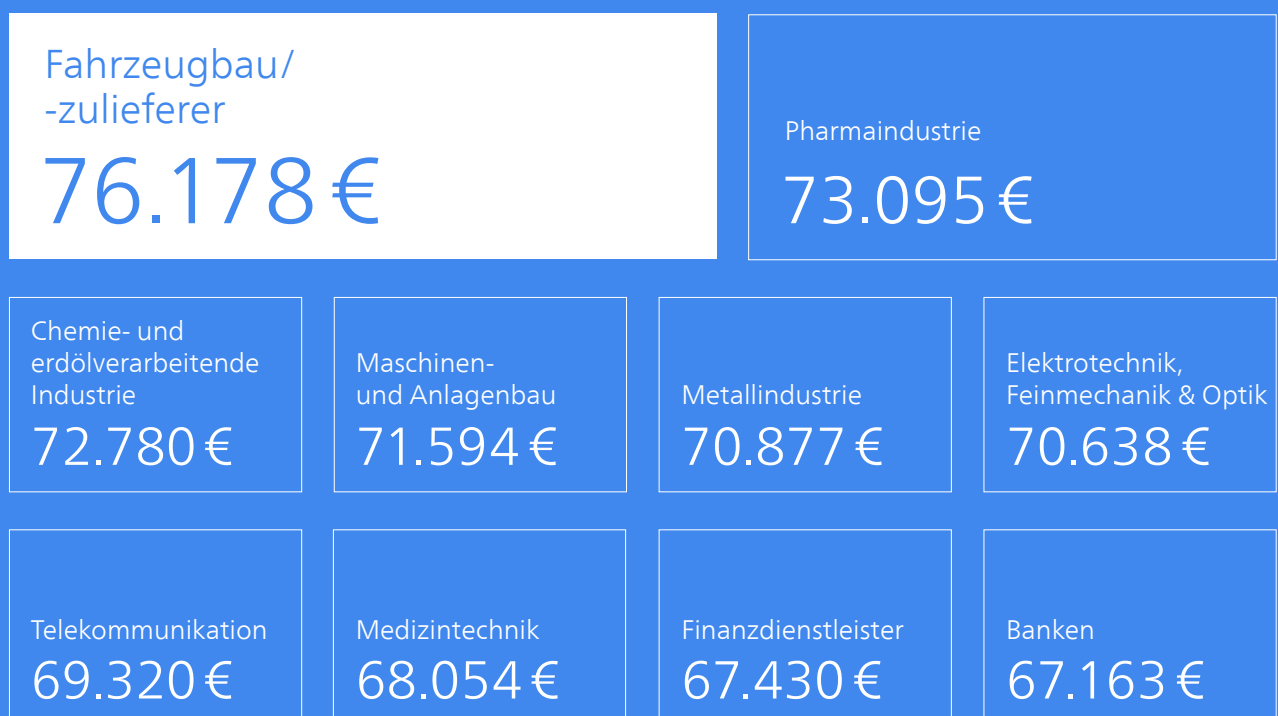 Fahrzeugbau/
-zulieferer
76.178 €
Pharmaindustrie
73.095 €
Chemie- und
erdölverarbeitende
Industrie
72.780 €
Maschinen-
und Anlagenbau
71.594 €
Metallindustrie
70.877 €
Elektrotechnik,
Feinmechanik & Optik
70.638 €
Telekommunikation
69.320 €
Medizintechnik
68.054 €
Finanzdienstleister
67.430 €
Banken
67.163 €